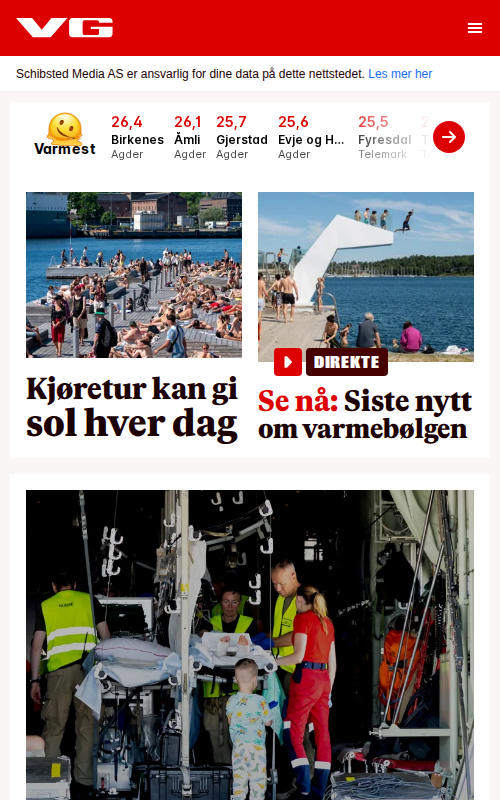 VG
Schibsted Media AS er ansvarlig for dine data på dette nettstedet. Les mer her
Varmest
26,4
Birkenes
Agder
26,1
Åmli
Agder
25,7
Gjerstad
Agder
25,6
Evje og H...
Agder
25,5
Fyresdal
Telemark
Kjøretur kan gi
sol hver dag
DIREKTE
Se nå: Siste nytt
om varmebølgen